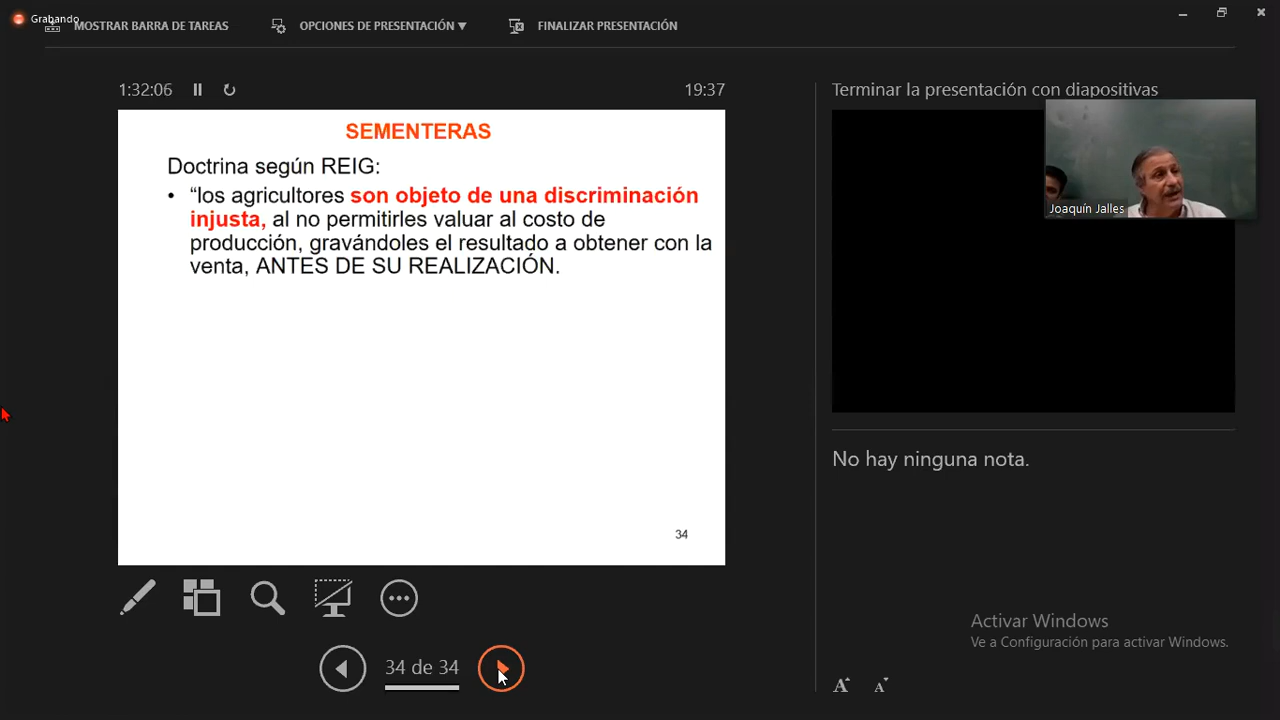 Grabando
MOSTRAR BARRA DE TAREAS
OPCIONES DE PRESENTACIÓN ▼
FINALIZAR PRESENTACIÓN
1:32:06
19:37
Terminar la presentación con diapositivas
SEMENTERAS
Doctrina según REIG:
• “los agricultores son objeto de una discriminación
injusta, al no permitirles valuar al costo de
producción, gravándoles el resultado a obtener con la
venta, ANTES DE SU REALIZACIÓN.
34
Joaquín Jalles
No hay ninguna nota.
Activar Windows
Ve a Configuración para activar Windows.
34 de 34
A A